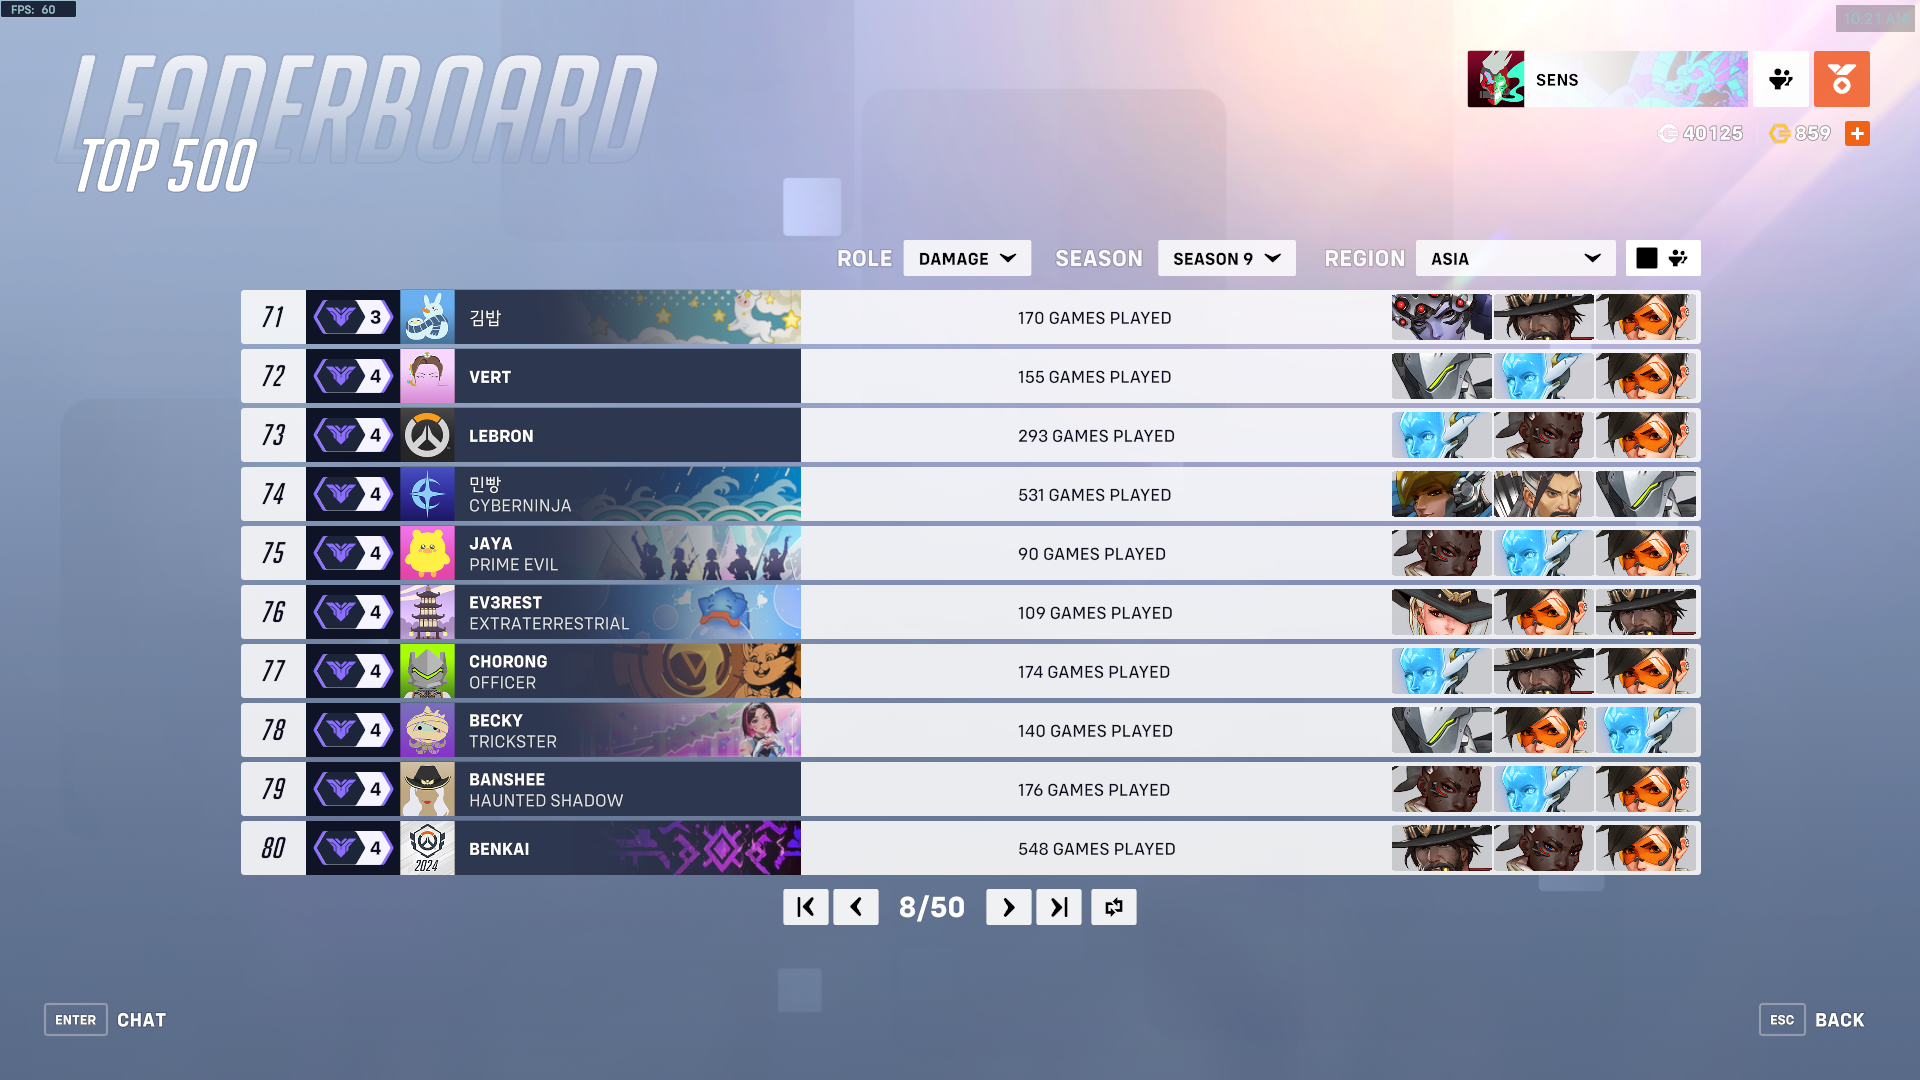 FPS: 60
10:21 AM
LEADERBOARD
TOP 500
SENS
40125 859
ROLE DAMAGE SEASON SEASON 9 REGION ASIA
71 3 김밥 170 GAMES PLAYED
72 4 VERT 155 GAMES PLAYED
73 4 LEBRON 293 GAMES PLAYED
74 4 민빵 531 GAMES PLAYED
CYBERNINJA
75 4 JAYA 90 GAMES PLAYED
PRIME EVIL
76 4 EV3REST 109 GAMES PLAYED
EXTRATERRESTRIAL
77 4 CHORONG 174 GAMES PLAYED
OFFICER
78 4 BECKY 140 GAMES PLAYED
TRICKSTER
79 4 BANSHEE 176 GAMES PLAYED
HAUNTED SHADOW
80 4 2024 BENKAI 548 GAMES PLAYED
8/50
ENTER CHAT
ESC BACK